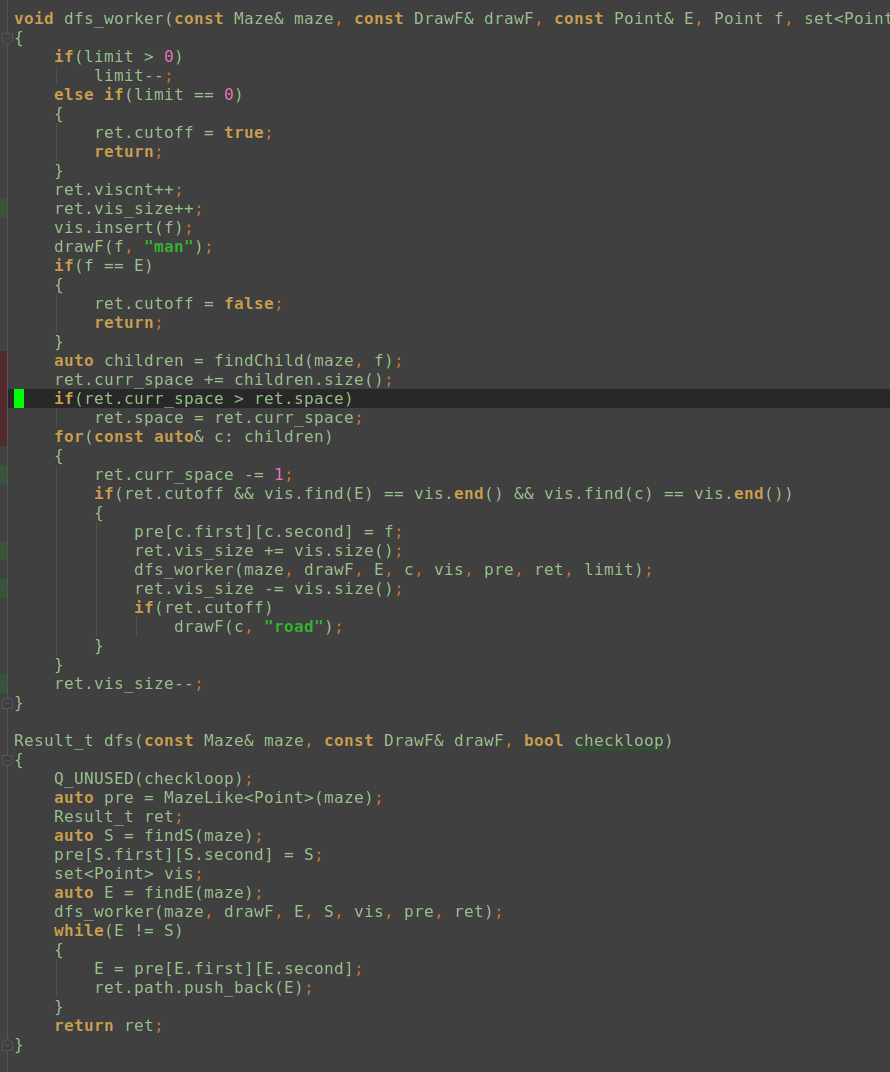 void dfs_worker(const Maze& maze, const DrawF& drawF, const Point& E, Point f, set<Point
{
    if(limit > 0)
        limit--;
    else if(limit == 0)
    {
        ret.cutoff = true;
        return;
    }
    ret.viscnt++;
    ret.vis_size++;
    vis.insert(f);
    drawF(f, "man");
    if(f == E)
    {
        ret.cutoff = false;
        return;
    }
    auto children = findChild(maze, f);
    ret.curr_space += children.size();
    if(ret.curr_space > ret.space)
        ret.space = ret.curr_space;
    for(const auto& c: children)
    {
        ret.curr_space -= 1;
        if(ret.cutoff && vis.find(E) == vis.end() && vis.find(c) == vis.end())
        {
            pre[c.first][c.second] = f;
            ret.vis_size += vis.size();
            dfs_worker(maze, drawF, E, c, vis, pre, ret, limit);
            ret.vis_size -= vis.size();
            if(ret.cutoff)
                drawF(c, "road");
        }
    }
    ret.vis_size--;
}

Result_t dfs(const Maze& maze, const DrawF& drawF, bool checkloop)
{
    Q_UNUSED(checkloop);
    auto pre = MazeLike<Point>(maze);
    Result_t ret;
    auto S = findS(maze);
    pre[S.first][S.second] = S;
    set<Point> vis;
    auto E = findE(maze);
    dfs_worker(maze, drawF, E, S, vis, pre, ret);
    while(E != S)
    {
        E = pre[E.first][E.second];
        ret.path.push_back(E);
    }
    return ret;
}